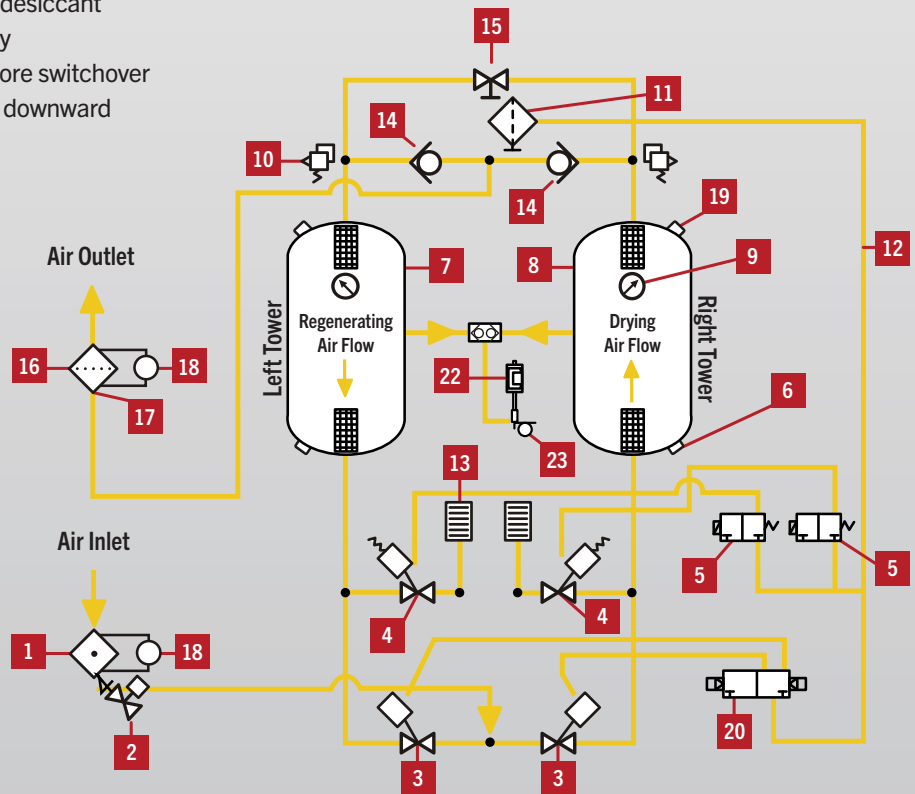 desiccant
y
ore switchover
downward
15
11
14
10
14
19
12
Air Outlet
7
8
9
Left Tower
Regenerating
Air Flow
Drying
Air Flow
Right Tower
16
18
17
22
6
23
13
5
5
Air Inlet
4
4
1
18
20
2
3
3